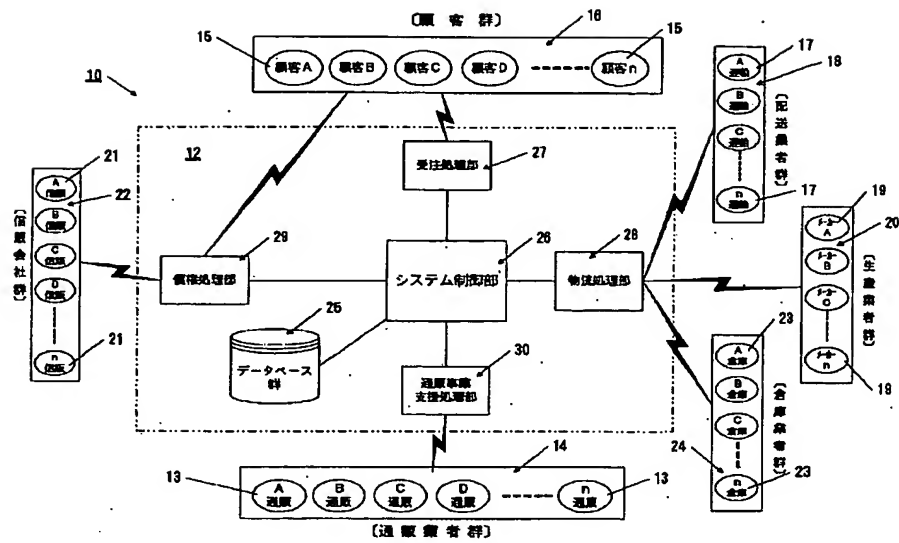 〔顧 客 群〕
16
15
15
顧客A
顧客B
顧客C
顧客D
顧客n
10
12
受注処理部
27
17
18
A
運輸
B
運輸
C
運輸
n
運輸
17
〔配送業者群〕
21
22
A
信販
B
信販
C
信販
D
信販
n
信販
21
〔信販会社群〕
29
債権処理部
26
システム制御部
28
物流処理部
25
データベース
群
30
通販事業
支援処理部
19
20
メーカー
A
メーカー
B
メーカー
C
メーカー
n
19
〔生産業者群〕
23
A
倉庫
B
倉庫
C
倉庫
n
倉庫
24
23
〔倉庫業者群〕
14
13
13
A
通販
B
通販
C
通販
D
通販
n
通販
〔通販業者群〕